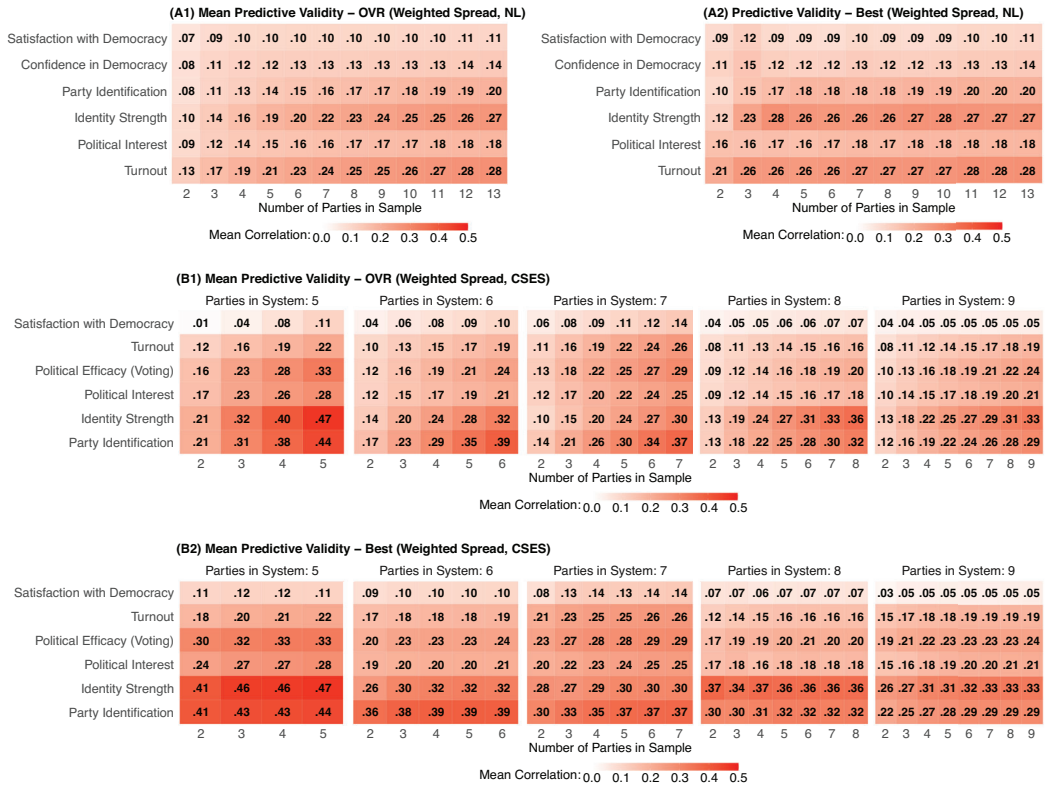 (A1) Mean Predictive Validity – OVR (Weighted Spread, NL)
Satisfaction with Democracy .07 .09 .10 .10 .10 .10 .10 .10 .10 .10 .11 .11
Confidence in Democracy .08 .11 .12 .12 .13 .13 .13 .13 .13 .13 .14 .14
Party Identification .08 .11 .13 .14 .15 .16 .17 .17 .18 .19 .19 .20
Identity Strength .10 .14 .16 .19 .20 .22 .23 .24 .25 .25 .26 .27
Political Interest .09 .12 .14 .15 .16 .16 .17 .17 .17 .18 .18 .18
Turnout .13 .17 .19 .21 .23 .24 .25 .25 .26 .27 .28 .28
2 3 4 5 6 7 8 9 10 11 12 13
Number of Parties in Sample
Mean Correlation: 0.0 0.1 0.2 0.3 0.4 0.5
(A2) Predictive Validity – Best (Weighted Spread, NL)
Satisfaction with Democracy .09 .12 .09 .09 .09 .10 .09 .09 .09 .10 .10 .11
Confidence in Democracy .11 .15 .12 .12 .12 .13 .12 .12 .13 .13 .13 .14
Party Identification .10 .15 .17 .18 .18 .18 .18 .19 .19 .20 .20 .20
Identity Strength .12 .23 .28 .26 .26 .26 .26 .27 .28 .27 .27 .27
Political Interest .16 .16 .17 .16 .17 .18 .17 .18 .18 .18 .18 .18
Turnout .21 .26 .26 .26 .26 .27 .27 .27 .27 .28 .28 .28
2 3 4 5 6 7 8 9 10 11 12 13
Number of Parties in Sample
Mean Correlation: 0.0 0.1 0.2 0.3 0.4 0.5
(B1) Mean Predictive Validity – OVR (Weighted Spread, CSES)
Parties in System: 5 Parties in System: 6 Parties in System: 7 Parties in System: 8 Parties in System: 9
Satisfaction with Democracy .01 .04 .08 .11 .04 .06 .08 .09 .10 .06 .08 .09 .11 .12 .14 .04 .05 .05 .06 .06 .07 .07 .04 .04 .05 .05 .05 .05 .05 .05
Turnout .12 .16 .19 .22 .10 .13 .15 .17 .19 .11 .16 .19 .22 .24 .26 .08 .11 .13 .14 .15 .16 .16 .08 .11 .12 .14 .15 .17 .18 .19
Political Efficacy (Voting) .16 .23 .28 .33 .12 .16 .19 .21 .24 .13 .18 .22 .25 .27 .29 .09 .12 .14 .16 .18 .19 .20 .10 .13 .16 .18 .19 .21 .22 .24
Political Interest .17 .23 .26 .28 .12 .15 .17 .19 .21 .12 .17 .20 .22 .24 .25 .09 .12 .14 .15 .16 .17 .18 .10 .14 .15 .17 .18 .19 .20 .21
Identity Strength .21 .32 .40 .47 .14 .20 .24 .28 .32 .10 .15 .20 .24 .27 .30 .13 .19 .24 .27 .31 .33 .36 .13 .18 .22 .25 .27 .29 .31 .33
Party Identification .21 .31 .38 .44 .17 .23 .29 .35 .39 .14 .21 .26 .30 .34 .37 .13 .18 .22 .25 .28 .30 .32 .12 .16 .19 .22 .24 .26 .28 .29
2 3 4 5 2 3 4 5 6 2 3 4 5 6 7 2 3 4 5 6 7 8 2 3 4 5 6 7 8 9
Number of Parties in Sample
Mean Correlation: 0.0 0.1 0.2 0.3 0.4 0.5
(B2) Mean Predictive Validity – Best (Weighted Spread, CSES)
Parties in System: 5 Parties in System: 6 Parties in System: 7 Parties in System: 8 Parties in System: 9
Satisfaction with Democracy .11 .12 .12 .11 .09 .10 .10 .10 .10 .08 .13 .14 .13 .14 .14 .07 .07 .06 .07 .07 .07 .07 .03 .05 .05 .05 .05 .05 .05 .05
Turnout .18 .20 .21 .22 .17 .18 .18 .18 .19 .21 .23 .25 .25 .26 .26 .12 .14 .15 .16 .16 .16 .16 .15 .17 .18 .18 .19 .19 .19 .19
Political Efficacy (Voting) .30 .32 .33 .33 .20 .23 .23 .23 .24 .23 .27 .28 .28 .29 .29 .17 .19 .19 .20 .21 .20 .20 .19 .21 .22 .23 .23 .23 .23 .24
Political Interest .24 .27 .27 .28 .19 .20 .20 .20 .21 .20 .22 .23 .24 .25 .25 .17 .18 .16 .18 .18 .18 .18 .15 .16 .18 .19 .20 .20 .21 .21
Identity Strength .41 .46 .46 .47 .26 .30 .32 .32 .32 .28 .27 .29 .30 .30 .30 .37 .34 .37 .36 .36 .36 .36 .26 .27 .31 .31 .32 .33 .33 .33
Party Identification .41 .43 .43 .44 .36 .38 .39 .39 .39 .30 .33 .35 .37 .37 .37 .30 .30 .31 .32 .32 .32 .32 .22 .25 .27 .28 .29 .29 .29 .29
2 3 4 5 2 3 4 5 6 2 3 4 5 6 7 2 3 4 5 6 7 8 2 3 4 5 6 7 8 9
Number of Parties in Sample
Mean Correlation: 0.0 0.1 0.2 0.3 0.4 0.5